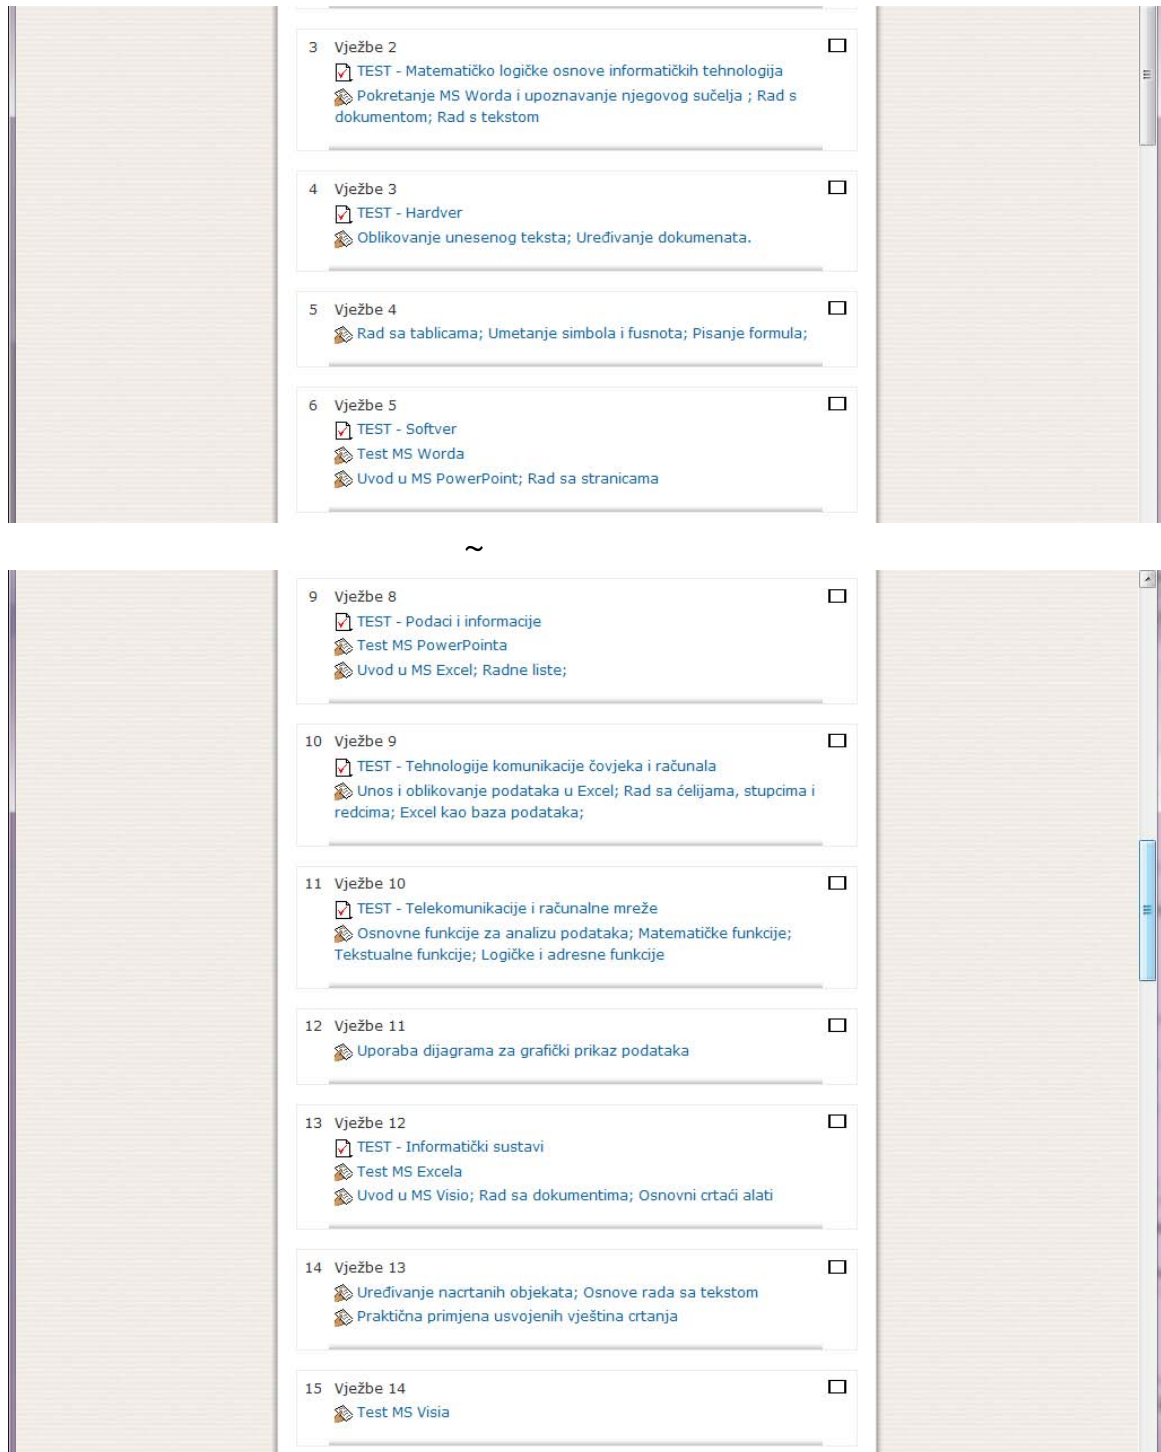 3 Vježbe 2
TEST - Matematičko logičke osnove informatičkih tehnologija
Pokretanje MS Worda i upoznavanje njegovog sučelja ; Rad s
dokumentom; Rad s tekstom
4 Vježbe 3
TEST - Hardver
Oblikovanje unesenog teksta; Uređivanje dokumenata.
5 Vježbe 4
Rad sa tablicama; Umetanje simbola i fusnota; Pisanje formula;
6 Vježbe 5
TEST - Softver
Test MS Worda
Uvod u MS PowerPoint; Rad sa stranicama
~
9 Vježbe 8
TEST - Podaci i informacije
Test MS PowerPointa
Uvod u MS Excel; Radne liste;
10 Vježbe 9
TEST - Tehnologije komunikacije čovjeka i računala
Unos i oblikovanje podataka u Excel; Rad sa ćelijama, stupcima i
redcima; Excel kao baza podataka;
11 Vježbe 10
TEST - Telekomunikacije i računalne mreže
Osnovne funkcije za analizu podataka; Matematičke funkcije;
Tekstualne funkcije; Logičke i adresne funkcije
12 Vježbe 11
Uporaba dijagrama za grafički prikaz podataka
13 Vježbe 12
TEST - Informatički sustavi
Test MS Excela
Uvod u MS Visio; Rad sa dokumentima; Osnovni crtaći alati
14 Vježbe 13
Uređivanje nacrtanih objekata; Osnove rada sa tekstom
Praktična primjena usvojenih vještina crtanja
15 Vježbe 14
Test MS Visia